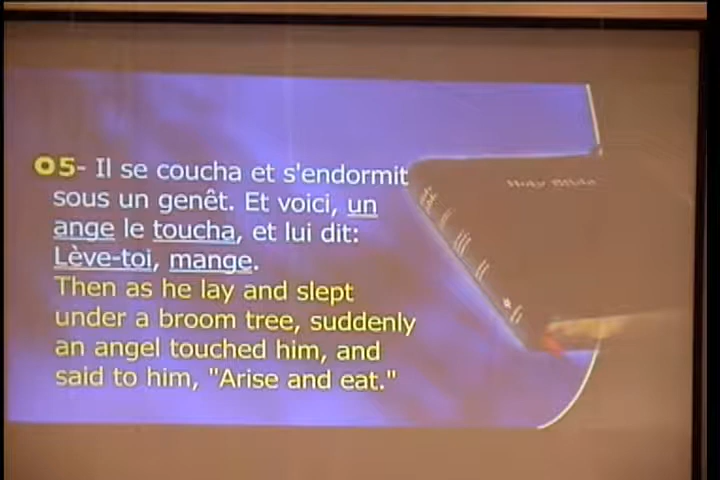 05- Il se coucha et s'endormit
sous un genêt. Et voici, un
ange le toucha, et lui dit:
Lève-toi, mange.
Then as he lay and slept
under a broom tree, suddenly
an angel touched him, and
said to him, "Arise and eat."
Holy Bible